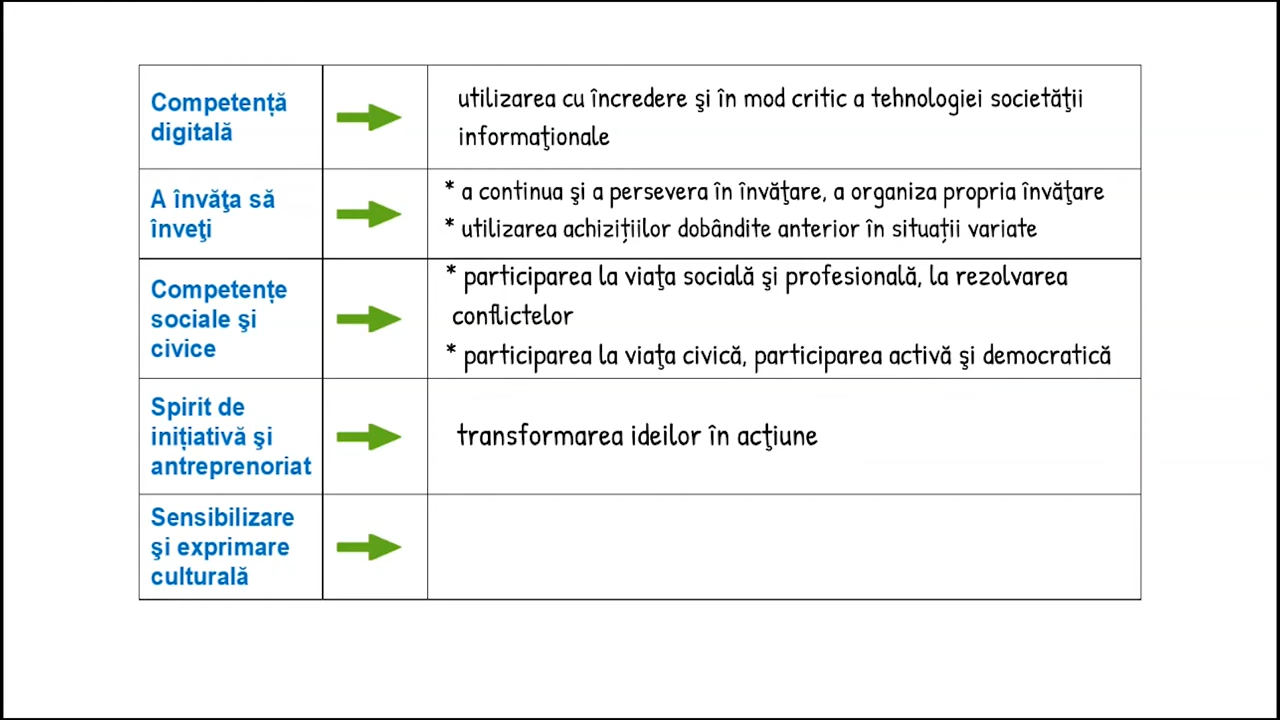 Competență
digitală
utilizarea cu încredere şi în mod critic a tehnologiei societăţii
informaţionale
A învăţa să
înveţi
* a continua şi a persevera în învăţare, a organiza propria învăţare
* utilizarea achizițiilor dobândite anterior în situații variate
Competențe
sociale şi
civice
* participarea la viaţa socială şi profesională, la rezolvarea
conflictelor
* participarea la viaţa civică, participarea activă şi democratică
Spirit de
inițiativă şi
antreprenoriat
transformarea ideilor în acţiune
Sensibilizare
şi exprimare
culturală